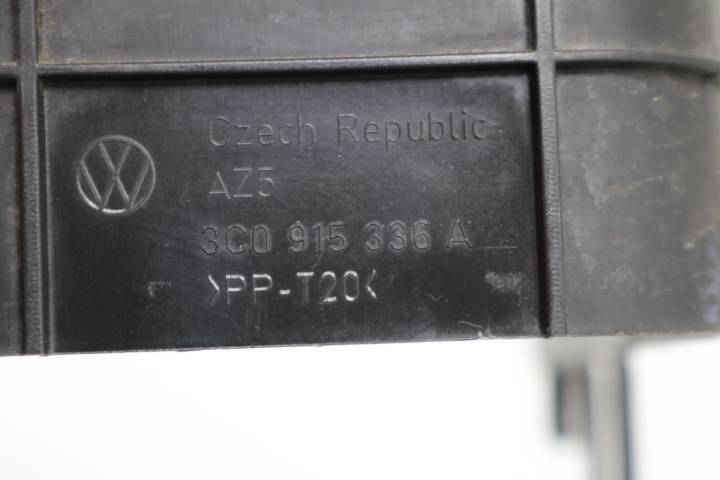 Czech Republic
AZ5
3C0 915 336 A
>PP-T20<